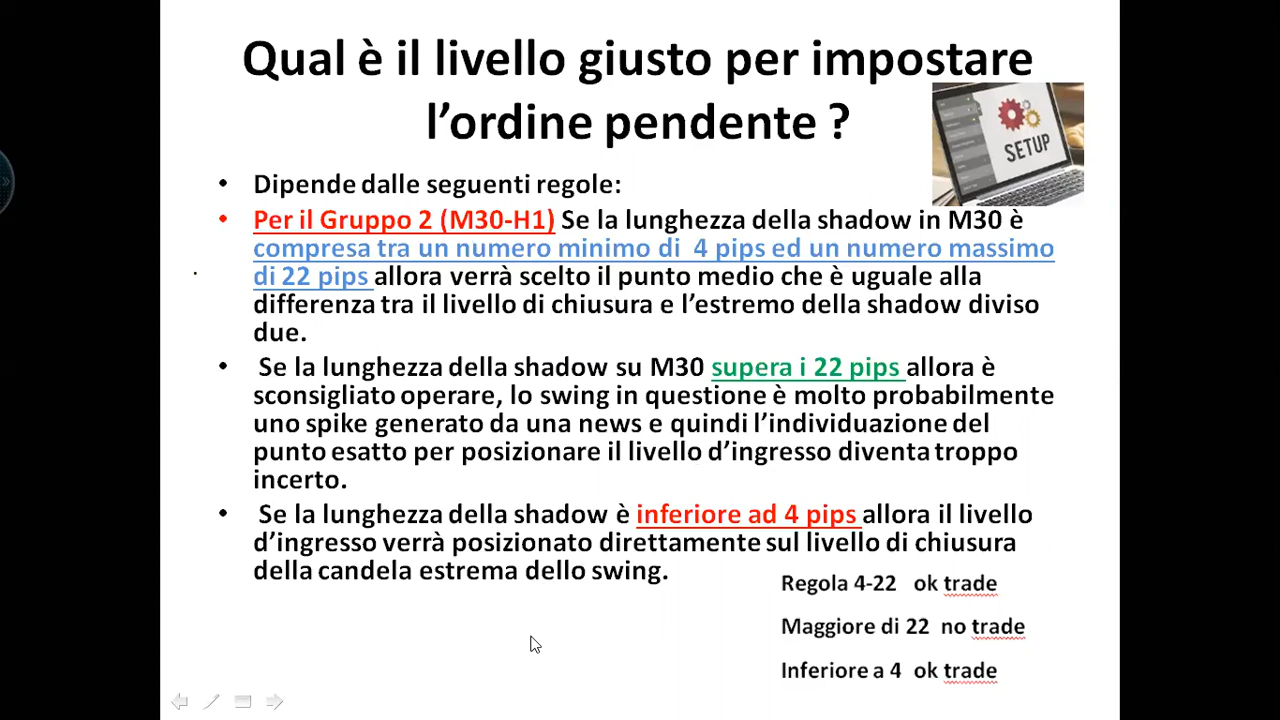 Qual è il livello giusto per impostare
l’ordine pendente ?
SETUP
• Dipende dalle seguenti regole:
• Per il Gruppo 2 (M30-H1) Se la lunghezza della shadow in M30 è
compresa tra un numero minimo di 4 pips ed un numero massimo
di 22 pips allora verrà scelto il punto medio che è uguale alla
differenza tra il livello di chiusura e l’estremo della shadow diviso
due.
• Se la lunghezza della shadow su M30 supera i 22 pips allora è
sconsigliato operare, lo swing in questione è molto probabilmente
uno spike generato da una news e quindi l’individuazione del
punto esatto per posizionare il livello d’ingresso diventa troppo
incerto.
• Se la lunghezza della shadow è inferiore ad 4 pips allora il livello
d’ingresso verrà posizionato direttamente sul livello di chiusura
della candela estrema dello swing.
Regola 4-22 ok trade
Maggiore di 22 no trade
Inferiore a 4 ok trade